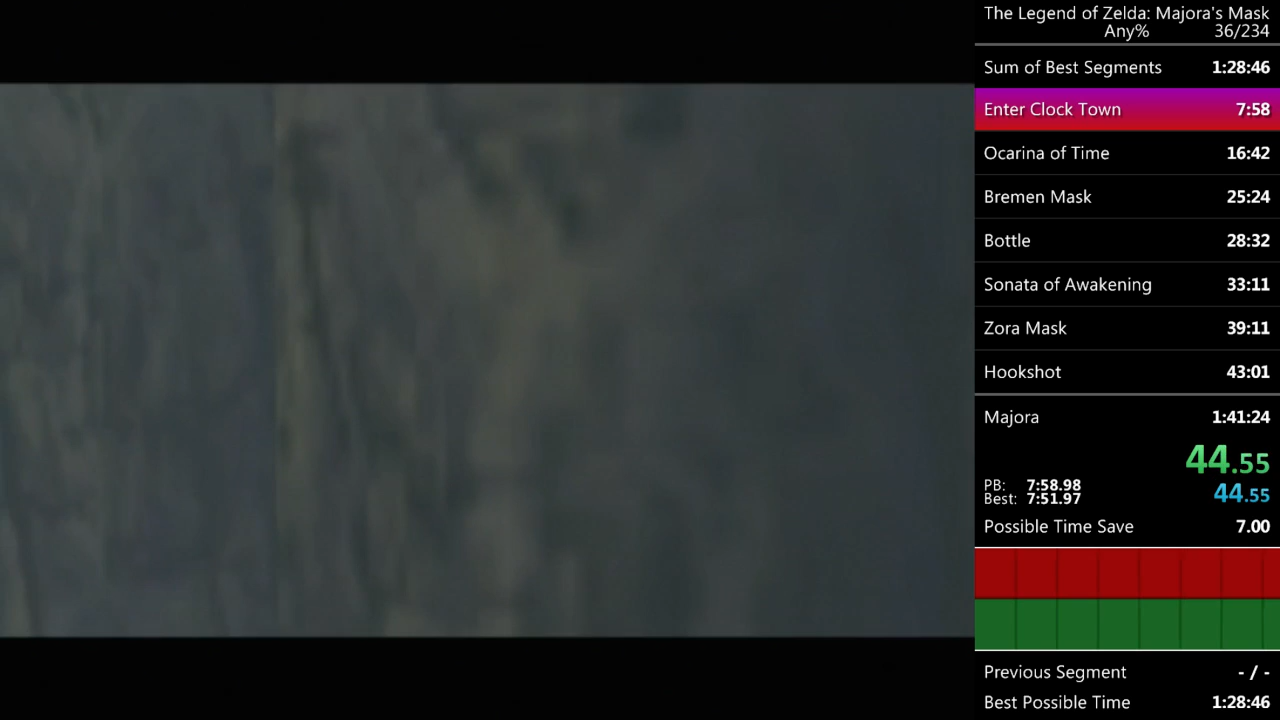 The Legend of Zelda: Majora's Mask
Any% 36/234
Sum of Best Segments 1:28:46
Enter Clock Town 7:58
Ocarina of Time 16:42
Bremen Mask 25:24
Bottle 28:32
Sonata of Awakening 33:11
Zora Mask 39:11
Hookshot 43:01
Majora 1:41:24
44.55
PB: 7:58.98
Best: 7:51.97 44.55
Possible Time Save 7.00
Previous Segment - / -
Best Possible Time 1:28:46